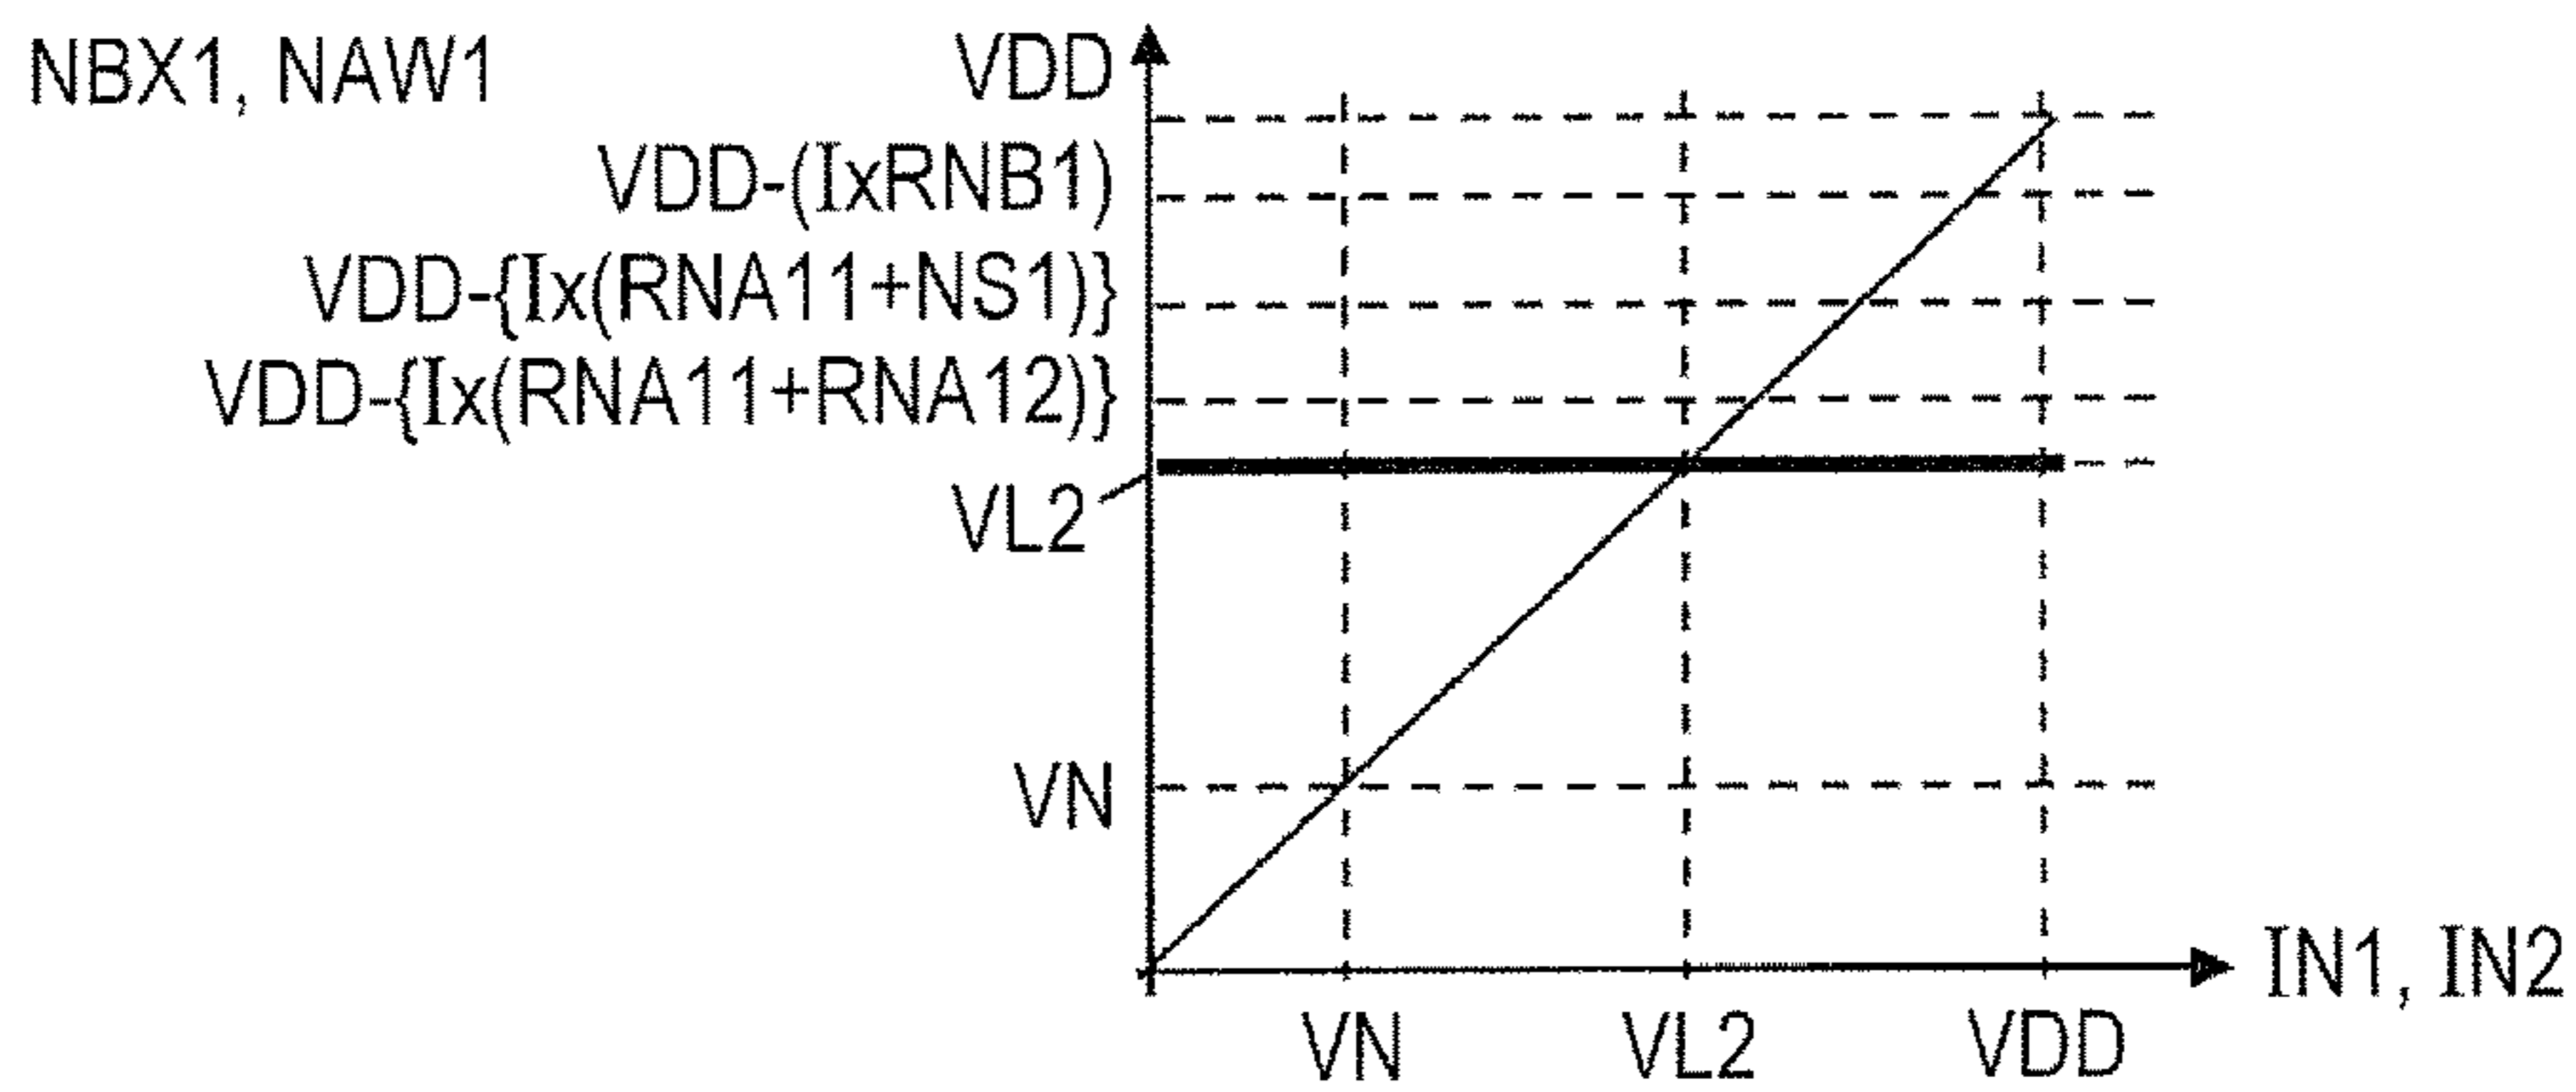 NBX1, NAW1
VDD
VDD-(IxRNB1)
VDD-{Ix(RNA11+NS1)}
VDD-{Ix(RNA11+RNA12)}
VL2
VN
IN1, IN2
VN VL2 VDD